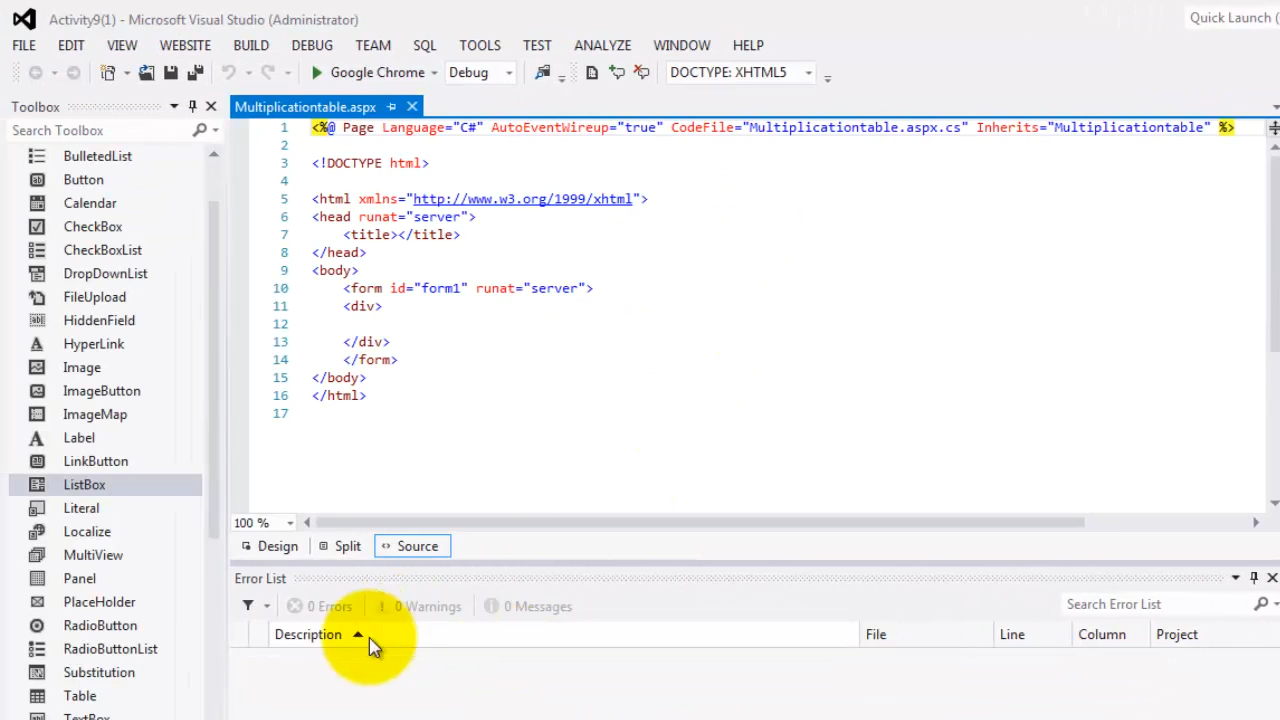 Activity9(1) - Microsoft Visual Studio (Administrator)
Quick Launch (
FILE EDIT VIEW WEBSITE BUILD DEBUG TEAM SQL TOOLS TEST ANALYZE WINDOW HELP
Google Chrome Debug DOCTYPE: XHTML5
Toolbox
Search Toolbox
BulletedList
Button
Calendar
CheckBox
CheckBoxList
DropDownList
FileUpload
HiddenField
HyperLink
Image
ImageButton
ImageMap
Label
LinkButton
ListBox
Literal
Localize
MultiView
Panel
PlaceHolder
RadioButton
RadioButtonList
Substitution
Table
TextBox
Multiplicationtable.aspx
1 <%@ Page Language="C#" AutoEventWireup="true" CodeFile="Multiplicationtable.aspx.cs" Inherits="Multiplicationtable" %>
2
3 <!DOCTYPE html>
4
5 <html xmlns="http://www.w3.org/1999/xhtml">
6 <head runat="server">
7 <title></title>
8 </head>
9 <body>
10 <form id="form1" runat="server">
11 <div>
12
13 </div>
14 </form>
15 </body>
16 </html>
17
100 %
Design Split Source
Error List
0 Errors 0 Warnings 0 Messages
Search Error List
Description File Line Column Project